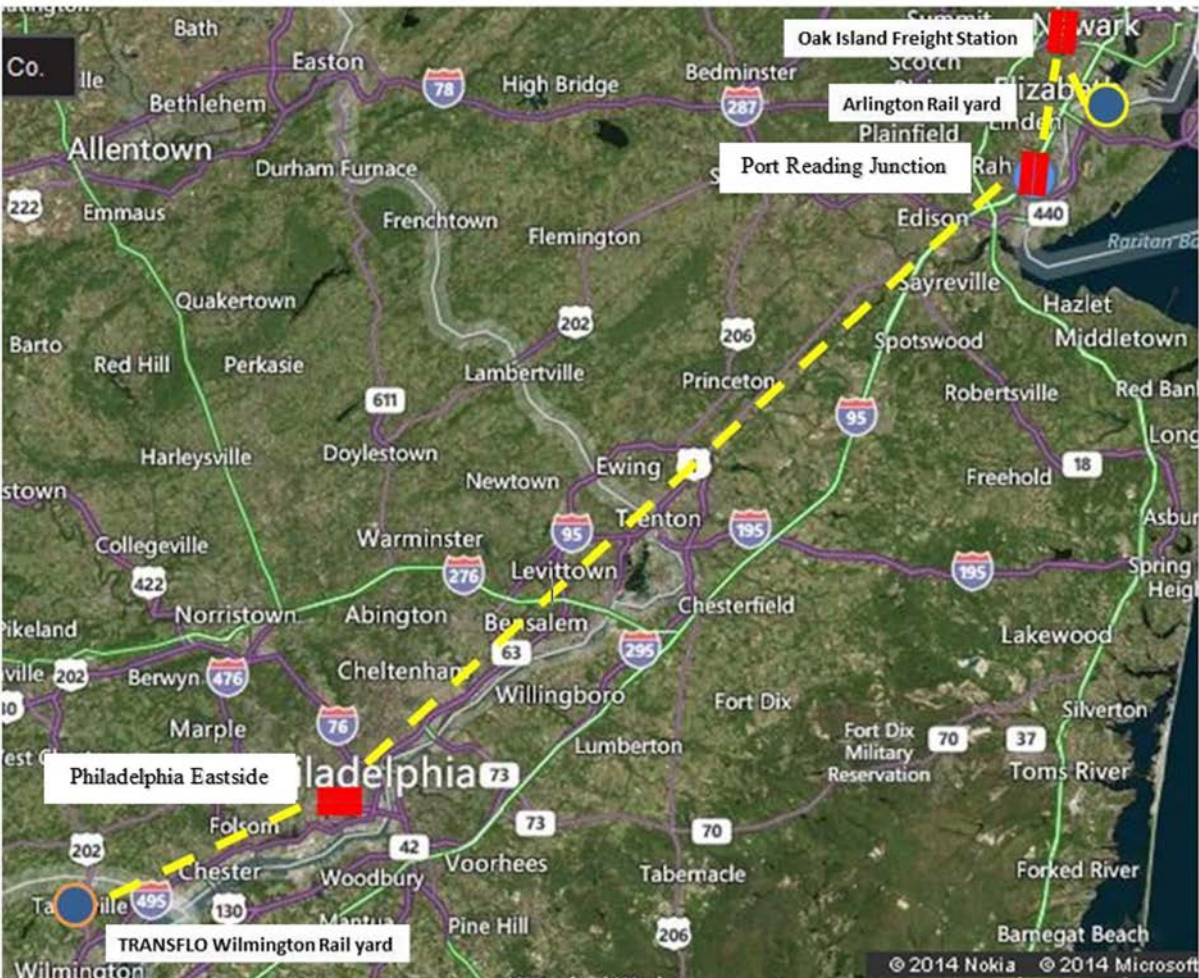 Bath
Summit
Newark
Oak Island Freight Station
Co.
Easton
Scotch
Bedminster
78
High Bridge
Bethlehem
287
Arlington Rail yard
Elizabeth
Linden
Plainfield
Allentown
Port Reading Junction
Durham Furnace
222
Emmaus
Frenchtown
Edison
440
Flemington
Raritan Ba
Sayreville
Quakertown
Hazlet
202
206
Middletown
Barto
Spotswood
Red Hill
Perkasie
Lambertville
Princeton
Robertsville
Red Ban
611
95
Long
Harleysville
Doylestown
Ewing
18
Newtown
Freehold
stown
Trenton
Asbur
95
195
Collegeville
Warminster
422
276
Levittown
195
Spring
Heigh
Norristown
Abington
Chesterfield
Bensalem
Pikeland
Lakewood
63
295
ville
202
Berwyn
476
Cheltenham
Willingboro
Fort Dix
Silverton
76
Marple
Fort Dix
Military
Reservation
70
37
Lumberton
Philadelphia Eastside
iladelphia
73
Toms River
Folsom
73
70
202
42
Voorhees
Chester
Woodbury
Tabernacle
Forked River
495
130
Mantua
Pine Hill
206
Barnegat Beach
TRANSFLO Wilmington Rail yard
Wilmington
© 2014 Nokia © 2014 Microsoft